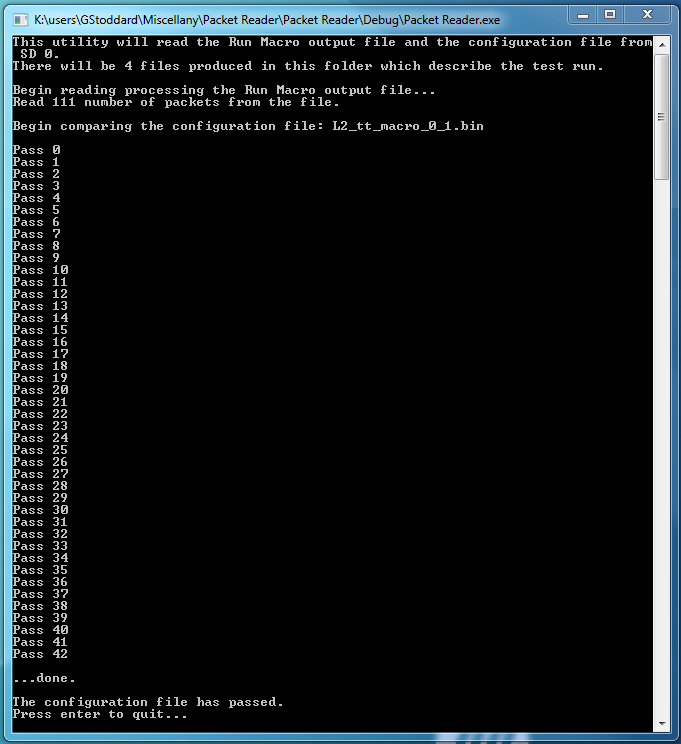 K:\users\GStoddard\Miscellany\Packet Reader\Packet Reader\Debug\Packet Reader.exe
This utility will read the Run Macro output file and the configuration file from
SD 0.
There will be 4 files produced in this folder which describe the test run.
Begin reading processing the Run Macro output file...
Read 111 number of packets from the file.
Begin comparing the configuration file: L2_tt_macro_0_1.bin
Pass 0
Pass 1
Pass 2
Pass 3
Pass 4
Pass 5
Pass 6
Pass 7
Pass 8
Pass 9
Pass 10
Pass 11
Pass 12
Pass 13
Pass 14
Pass 15
Pass 16
Pass 17
Pass 18
Pass 19
Pass 20
Pass 21
Pass 22
Pass 23
Pass 24
Pass 25
Pass 26
Pass 27
Pass 28
Pass 29
Pass 30
Pass 31
Pass 32
Pass 33
Pass 34
Pass 35
Pass 36
Pass 37
Pass 38
Pass 39
Pass 40
Pass 41
Pass 42
...done.
The configuration file has passed.
Press enter to quit...